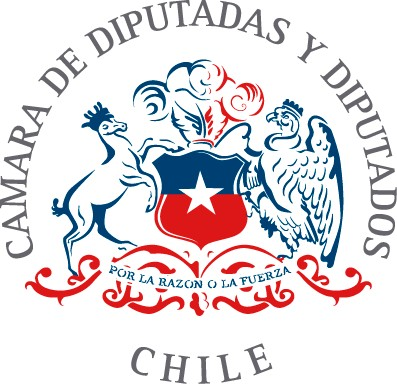 CAMARA DE DIPUTADAS Y DIPUTADOS
POR LA RAZON O LA FUERZA
CHILE